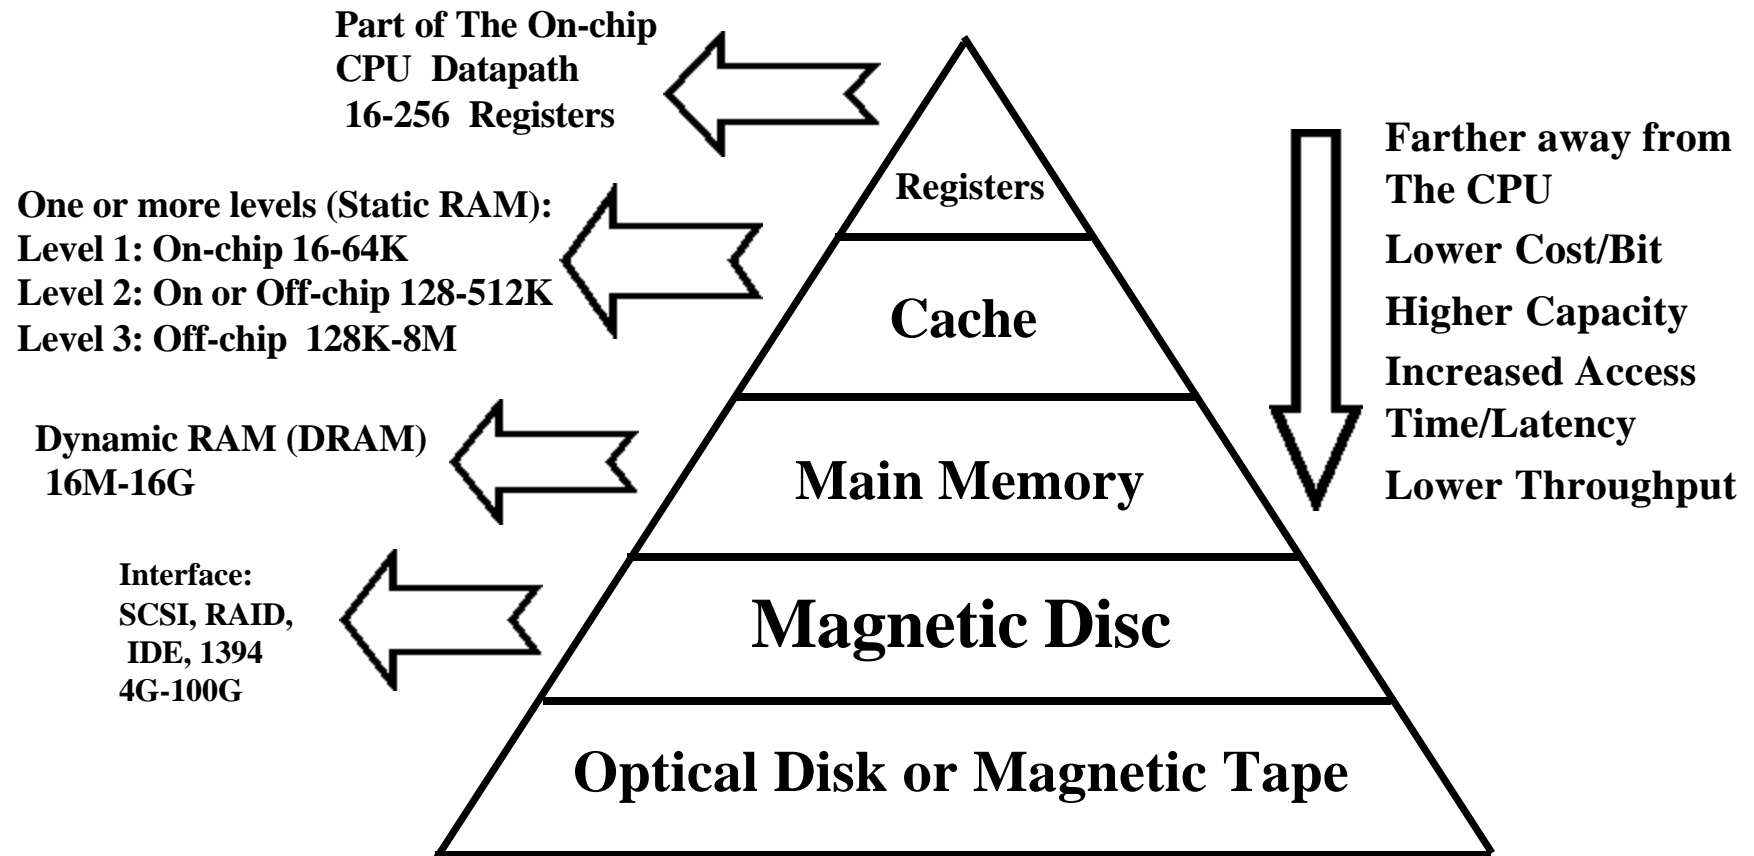 Part of The On-chip
CPU Datapath
16-256 Registers
One or more levels (Static RAM):
Level 1: On-chip 16-64K
Level 2: On or Off-chip 128-512K
Level 3: Off-chip 128K-8M
Dynamic RAM (DRAM)
16M-16G
Interface:
SCSI, RAID,
IDE, 1394
4G-100G
Registers
Cache
Main Memory
Magnetic Disc
Optical Disk or Magnetic Tape
Farther away from
The CPU
Lower Cost/Bit
Higher Capacity
Increased Access
Time/Latency
Lower Throughput